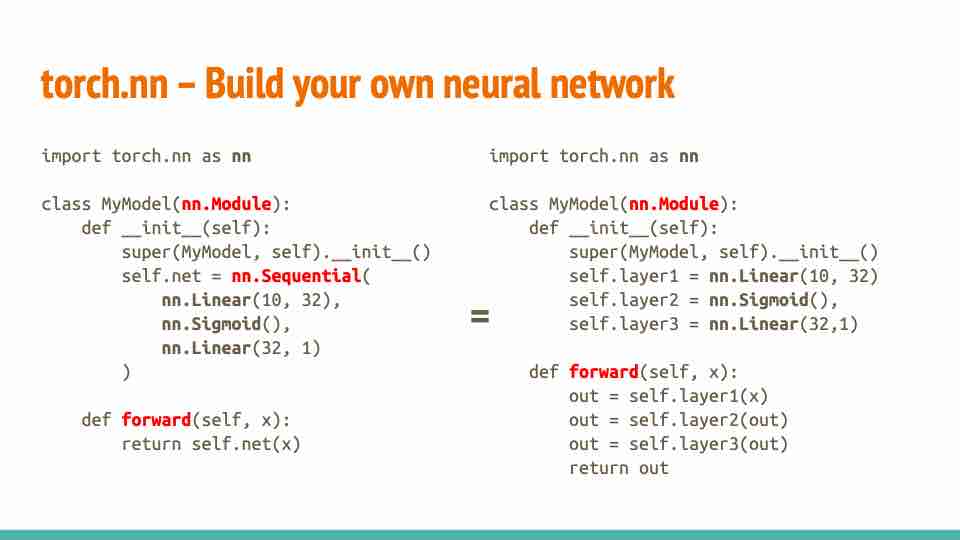 torch.nn – Build your own neural network
import torch.nn as nn
class MyModel(nn.Module):
    def __init__(self):
        super(MyModel, self).__init__()
        self.net = nn.Sequential(
            nn.Linear(10, 32),
            nn.Sigmoid(),
            nn.Linear(32, 1)
        )
    def forward(self, x):
        return self.net(x)
=
import torch.nn as nn
class MyModel(nn.Module):
    def __init__(self):
        super(MyModel, self).__init__()
        self.layer1 = nn.Linear(10, 32)
        self.layer2 = nn.Sigmoid(),
        self.layer3 = nn.Linear(32,1)
    def forward(self, x):
        out = self.layer1(x)
        out = self.layer2(out)
        out = self.layer3(out)
        return out